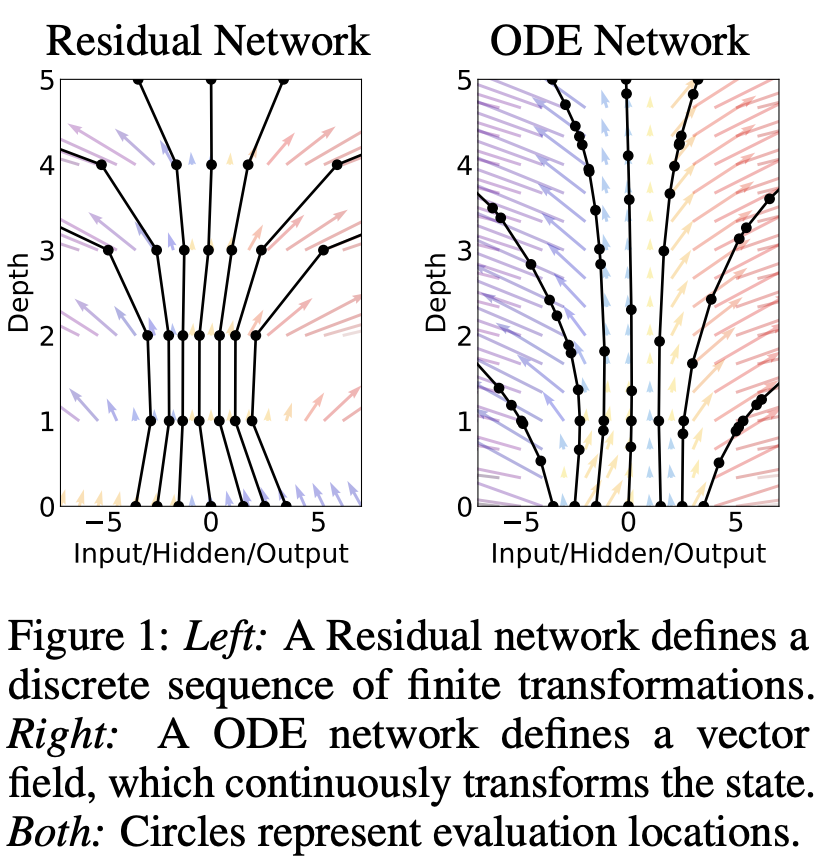 Residual Network
ODE Network
5
4
3
2
1
0
Depth
−5
0
5
Input/Hidden/Output
5
4
3
2
1
0
Depth
−5
0
5
Input/Hidden/Output
Figure 1: Left: A Residual network defines a
discrete sequence of finite transformations.
Right: A ODE network defines a vector
field, which continuously transforms the state.
Both: Circles represent evaluation locations.